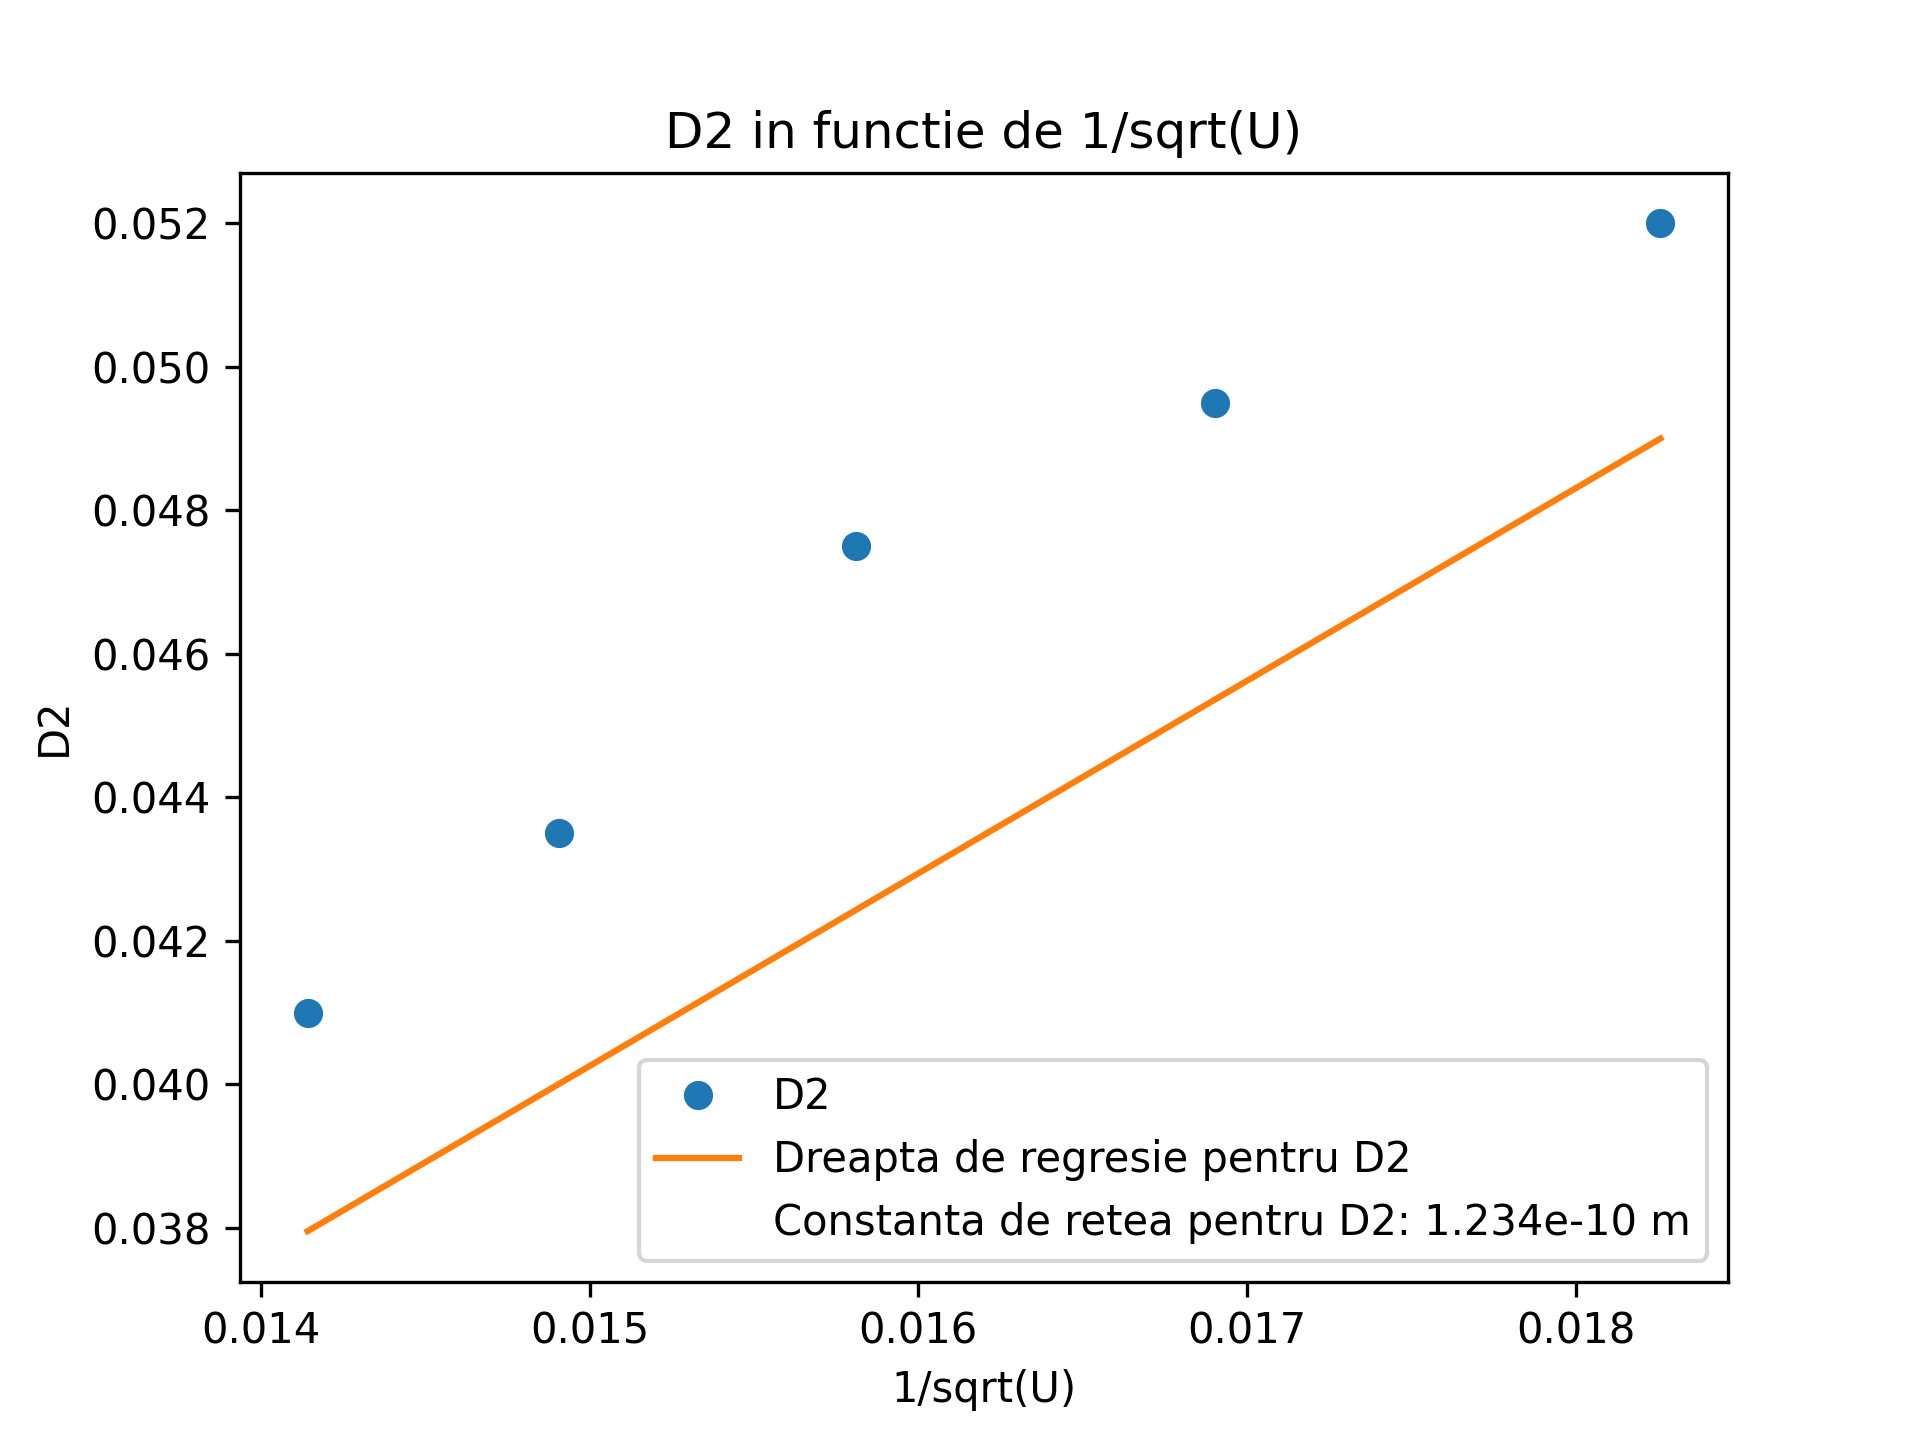 D2 in functie de 1/sqrt(U)
0.052
0.050
0.048
0.046
0.044
0.042
0.040
0.038
D2
D2
Dreapta de regresie pentru D2
Constanta de retea pentru D2: 1.234e-10 m
0.014 0.015 0.016 0.017 0.018
1/sqrt(U)